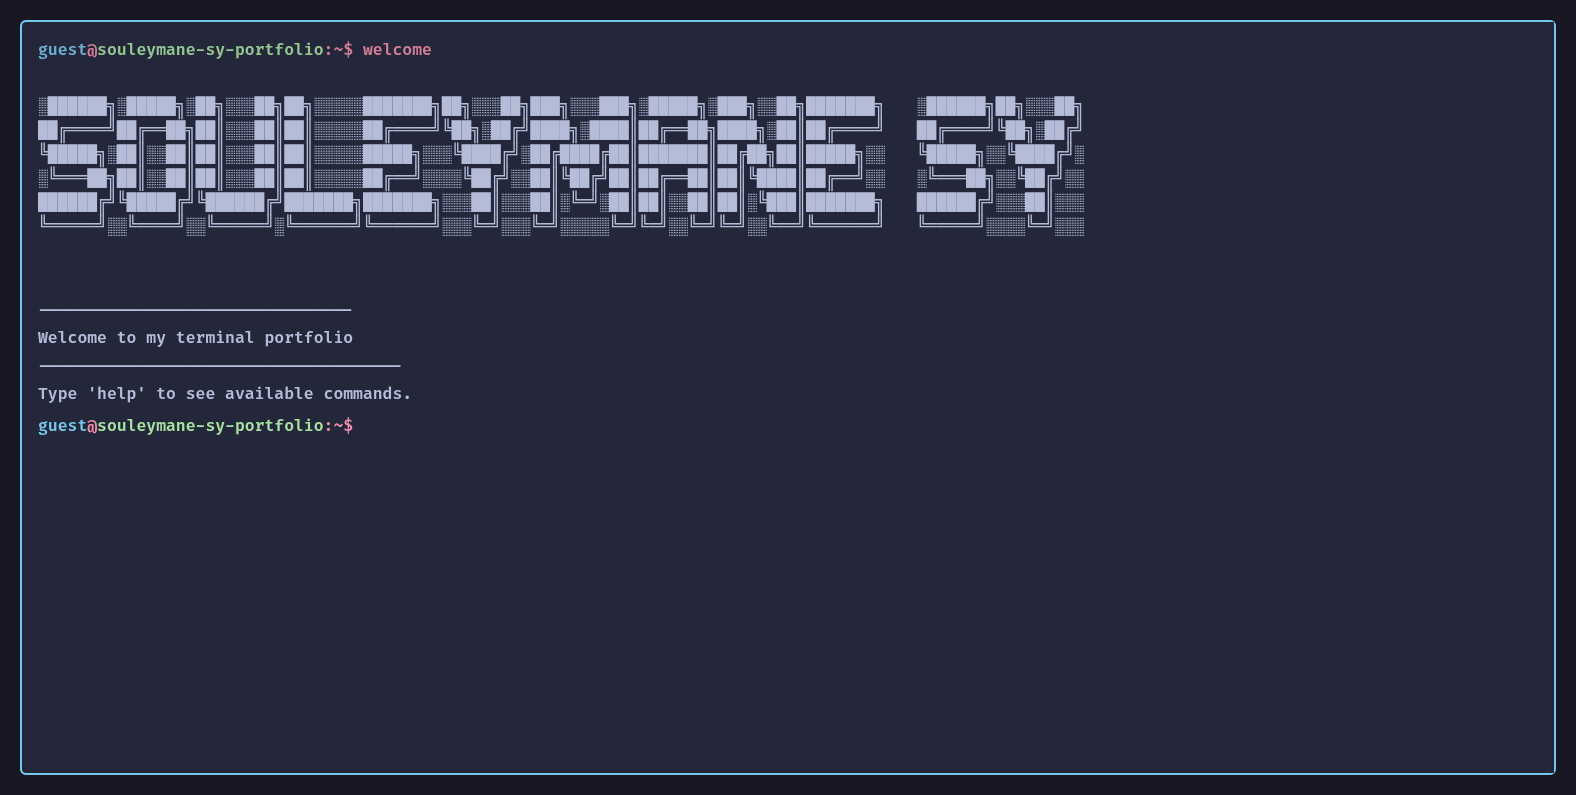 guest@souleymane-sy-portfolio:~$ welcome
SOULEYMANE SY
Welcome to my terminal portfolio
Type 'help' to see available commands.
guest@souleymane-sy-portfolio:~$